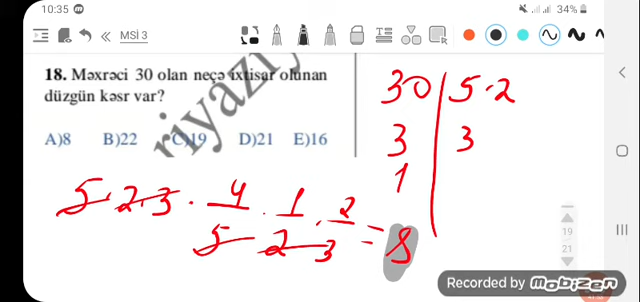 10:35 34%
MSİ 3
18. Məxrəci 30 olan neçə ixtisar olunan
düzgün kəsr var?
A)8 B)22 C)19 D)21 E)16
riyaziy
30 | 5·2
3 | 3
1
5·2·3 · 4/5 · 1/2 · 2/3 = 8
19
21
Recorded by mobizen